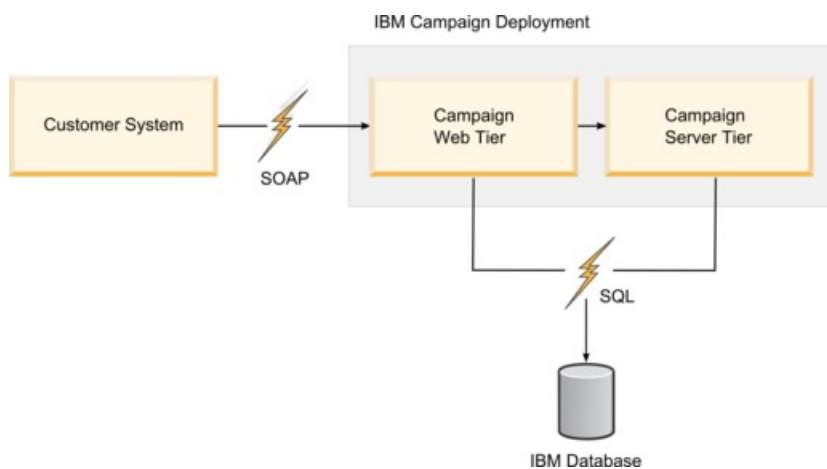 IBM Campaign Deployment
Customer System
SOAP
Campaign
Web Tier
Campaign
Server Tier
SQL
IBM Database